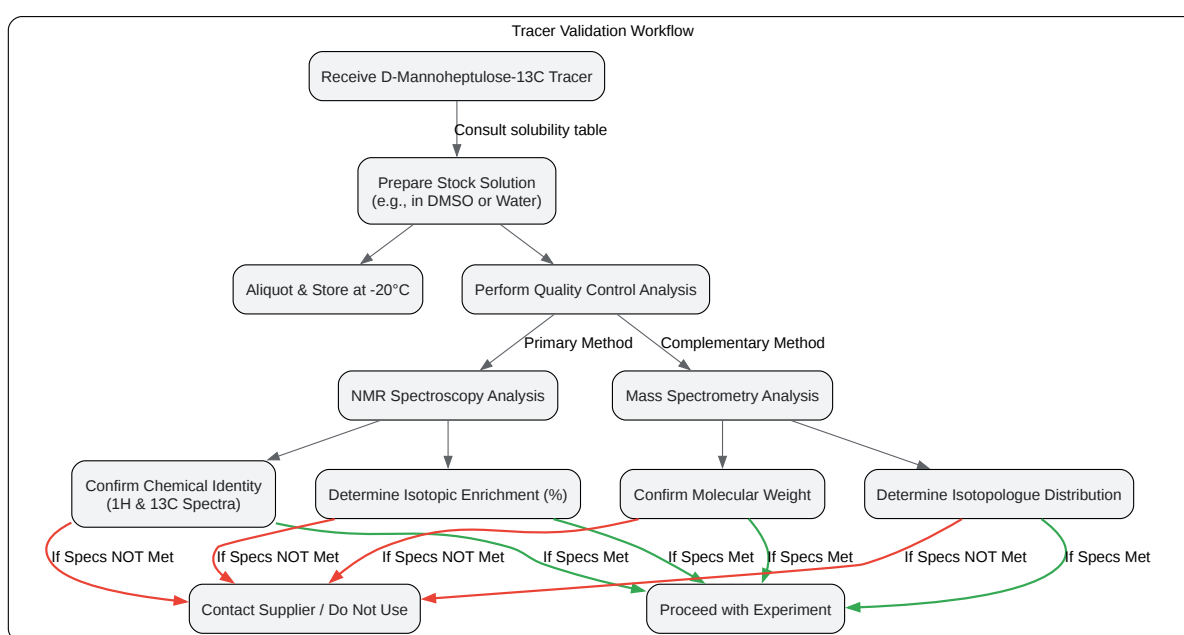 Tracer Validation Workflow
Receive D-Mannoheptulose-13C Tracer
Consult solubility table
Prepare Stock Solution
(e.g., in DMSO or Water)
Aliquot & Store at -20°C
Perform Quality Control Analysis
Primary Method
Complementary Method
NMR Spectroscopy Analysis
Mass Spectrometry Analysis
Confirm Chemical Identity
(1H & 13C Spectra)
Determine Isotopic Enrichment (%)
Confirm Molecular Weight
Determine Isotopologue Distribution
If Specs NOT Met
If Specs NOT Met
If Specs NOT Met
If Specs Met
If Specs Met
If Specs Met
If Specs NOT Met
If Specs Met
Contact Supplier / Do Not Use
Proceed with Experiment